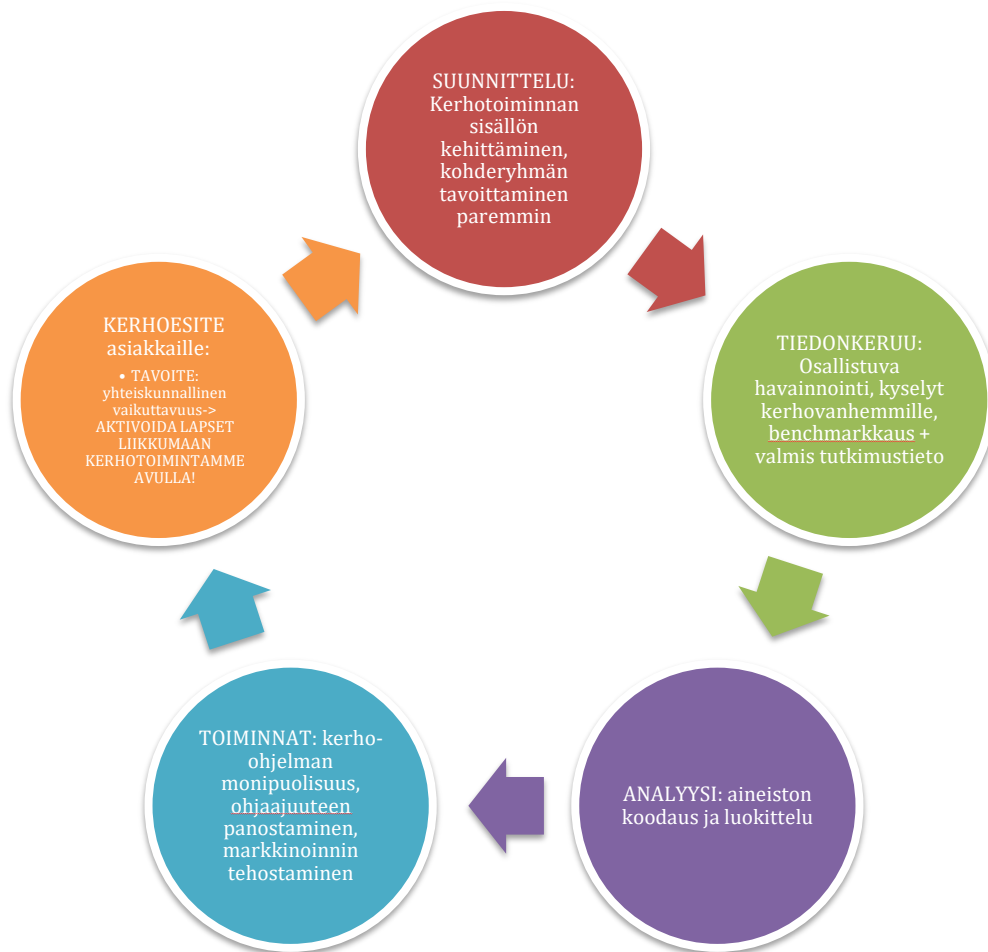 SUUNNITTELU:
Kerhotoiminnan
sisällön
kehittäminen,
kohderyhmän
tavoittaminen
paremmin
TIEDONKERUU:
Osallistuva
havainnointi, kyselyt
kerhovanhemmille,
benchmarkkaus +
valmis tutkimustieto
ANALYYSI: aineiston
koodaus ja luokittelu
TOIMINNAT: kerho-
ohjelman
monipuolisuus,
ohjaajuuteen
panostaminen,
markkinoinnin
tehostaminen
KERHOESITE
asiakkaille:
• TAVOITE:
yhteiskunnallinen
vaikuttavuus->
AKTIVOIDA LAPSET
LIIKKUMAAN
KERHOTOIMINTAMME
AVULLA!